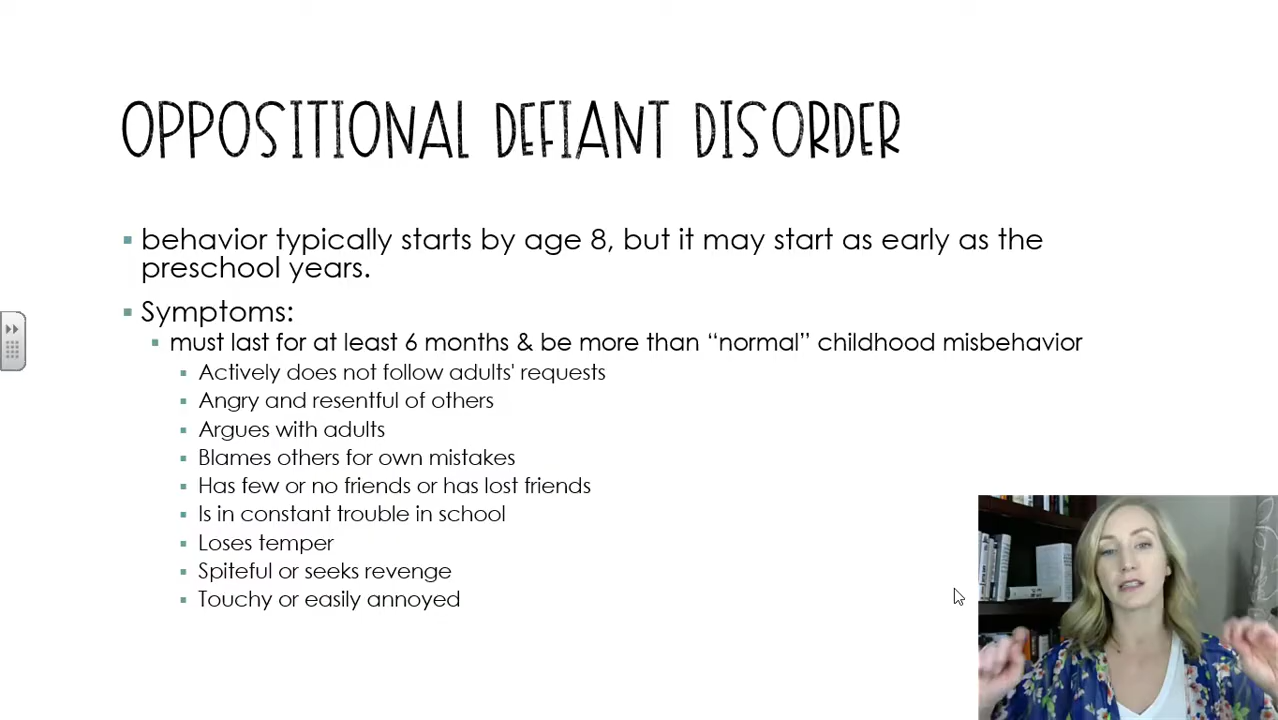 OPPOSITIONAL DEFIANT DISORDER
behavior typically starts by age 8, but it may start as early as the
preschool years.
Symptoms:
must last for at least 6 months & be more than “normal” childhood misbehavior
Actively does not follow adults' requests
Angry and resentful of others
Argues with adults
Blames others for own mistakes
Has few or no friends or has lost friends
Is in constant trouble in school
Loses temper
Spiteful or seeks revenge
Touchy or easily annoyed